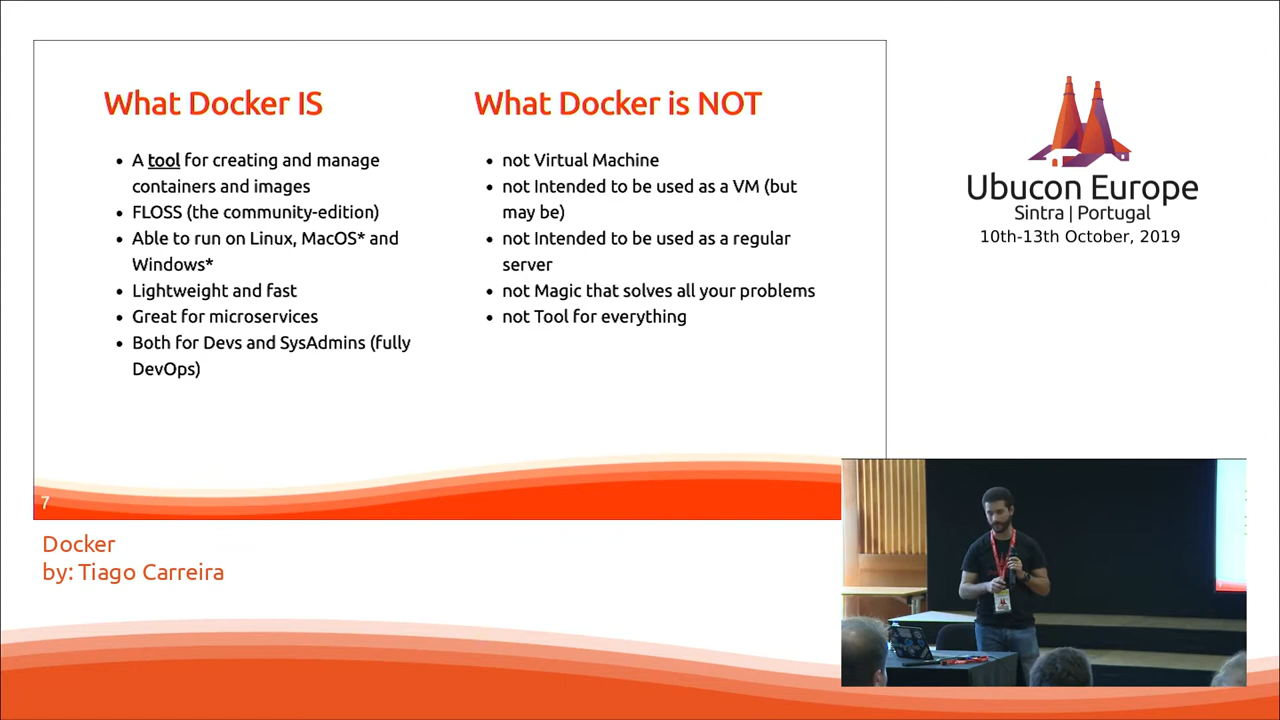 What Docker IS
• A tool for creating and manage
containers and images
• FLOSS (the community-edition)
• Able to run on Linux, MacOS* and
Windows*
• Lightweight and fast
• Great for microservices
• Both for Devs and SysAdmins (fully
DevOps)
What Docker is NOT
• not Virtual Machine
• not Intended to be used as a VM (but
may be)
• not Intended to be used as a regular
server
• not Magic that solves all your problems
• not Tool for everything
7
Ubucon Europe
Sintra | Portugal
10th-13th October, 2019
Docker
by: Tiago Carreira